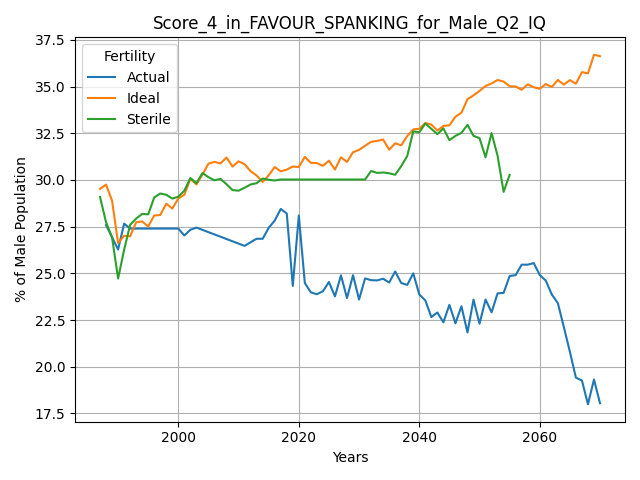 Score_4_in_FAVOUR_SPANKING_for_Male_Q2_IQ
Fertility
Actual
Ideal
Sterile
% of Male Population
37.5
35.0
32.5
30.0
27.5
25.0
22.5
20.0
17.5
2000
2020
2040
2060
Years